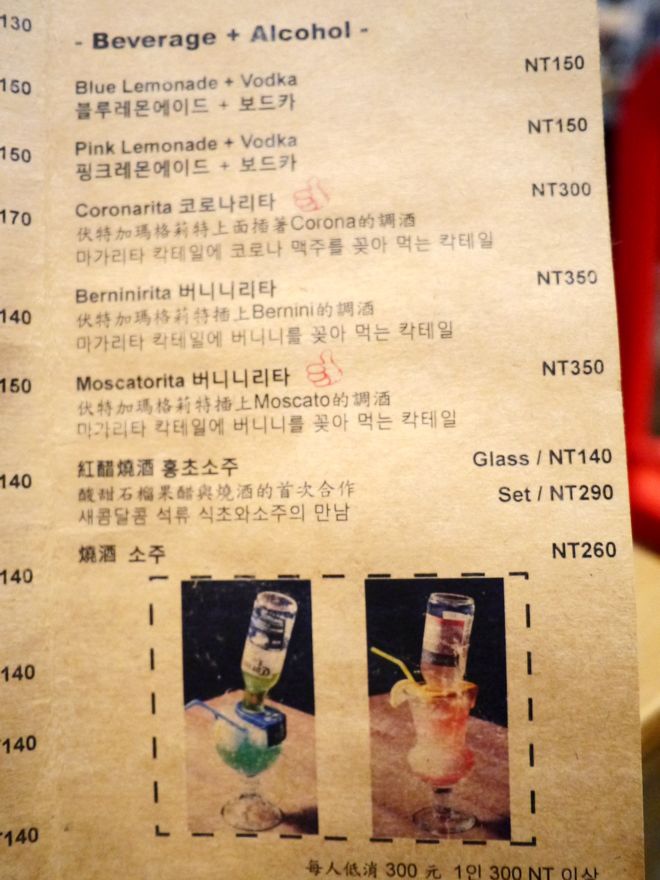 130
150
150
170
140
150
140
140
140
140
140
- Beverage + Alcohol -
Blue Lemonade + Vodka NT150
블루레몬에이드 + 보드카
Pink Lemonade + Vodka NT150
핑크레몬에이드 + 보드카
Coronarita 코로나리타 NT300
伏特加瑪格莉特上面插著Corona的調酒
마가리타 칵테일에 코로나 맥주를 꽂아 먹는 칵테일
Berninirita 버니니리타 NT350
伏特加瑪格莉特插上Bernini的調酒
마가리타 칵테일에 버니니를 꽂아 먹는 칵테일
Moscatorita 버니니리타 NT350
伏特加瑪格莉特插上Moscato的調酒
마가리타 칵테일에 버니니를 꽂아 먹는 칵테일
紅醋燒酒 홍초소주 Glass / NT140
酸甜石榴果醋與燒酒的首次合作 Set / NT290
새콤달콤 석류 식초와소주의 만남
燒酒 소주 NT260
每人低消 300 元 1인 300 NT 이상